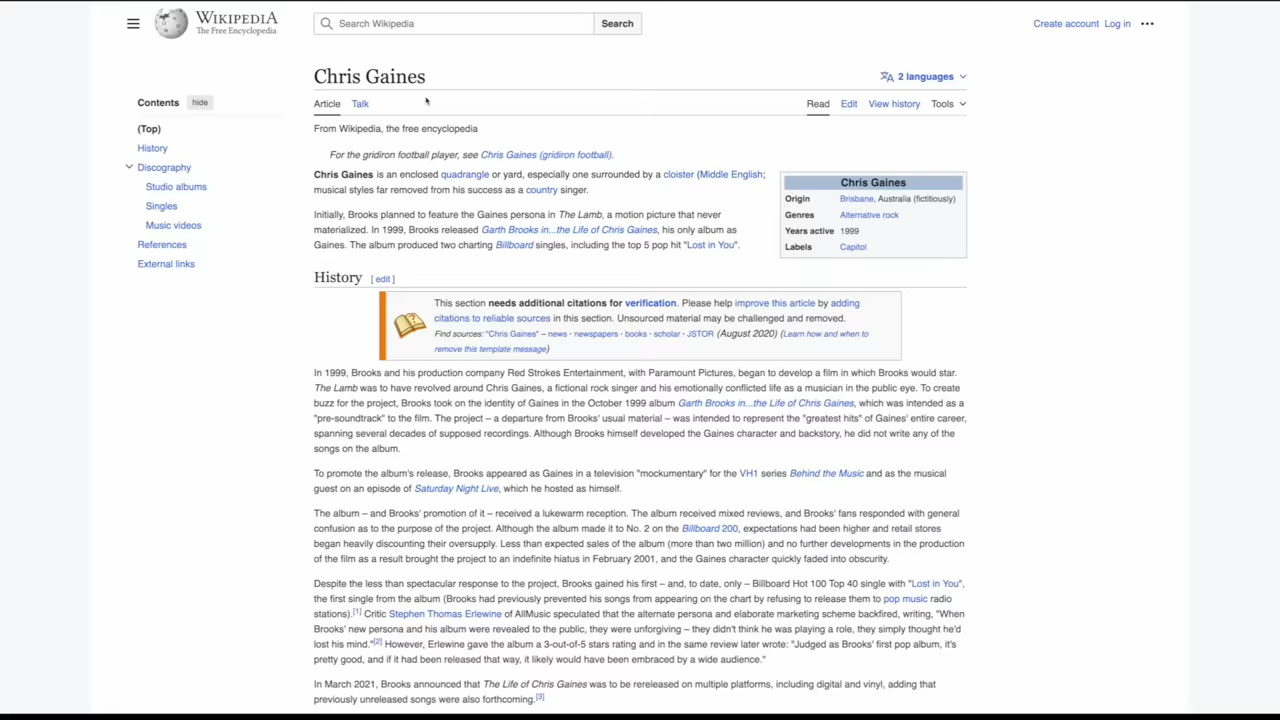 WIKIPEDIA
The Free Encyclopedia
Search Wikipedia
Search
Create account Log in
Chris Gaines
2 languages
Contents hide
Article Talk
Read Edit View history Tools
(Top)
History
Discography
Studio albums
Singles
Music videos
References
External links
From Wikipedia, the free encyclopedia
For the gridiron football player, see Chris Gaines (gridiron football).
Chris Gaines is an enclosed quadrangle or yard, especially one surrounded by a cloister (Middle English;
musical styles far removed from his success as a country singer.
Initially, Brooks planned to feature the Gaines persona in The Lamb, a motion picture that never
materialized. In 1999, Brooks released Garth Brooks in...the Life of Chris Gaines, his only album as
Gaines. The album produced two charting Billboard singles, including the top 5 pop hit "Lost in You".
Chris Gaines
Origin Brisbane, Australia (fictitiously)
Genres Alternative rock
Years active 1999
Labels Capitol
History [ edit ]
This section needs additional citations for verification. Please help improve this article by adding
citations to reliable sources in this section. Unsourced material may be challenged and removed.
Find sources: "Chris Gaines" – news · newspapers · books · scholar · JSTOR (August 2020) (Learn how and when to
remove this template message)
In 1999, Brooks and his production company Red Strokes Entertainment, with Paramount Pictures, began to develop a film in which Brooks would star.
The Lamb was to have revolved around Chris Gaines, a fictional rock singer and his emotionally conflicted life as a musician in the public eye. To create
buzz for the project, Brooks took on the identity of Gaines in the October 1999 album Garth Brooks in...the Life of Chris Gaines, which was intended as a
"pre-soundtrack" to the film. The project – a departure from Brooks' usual material – was intended to represent the "greatest hits" of Gaines' entire career,
spanning several decades of supposed recordings. Although Brooks himself developed the Gaines character and backstory, he did not write any of the
songs on the album.
To promote the album's release, Brooks appeared as Gaines in a television "mockumentary" for the VH1 series Behind the Music and as the musical
guest on an episode of Saturday Night Live, which he hosted as himself.
The album – and Brooks' promotion of it – received a lukewarm reception. The album received mixed reviews, and Brooks' fans responded with general
confusion as to the purpose of the project. Although the album made it to No. 2 on the Billboard 200, expectations had been higher and retail stores
began heavily discounting their oversupply. Less than expected sales of the album (more than two million) and no further developments in the production
of the film as a result brought the project to an indefinite hiatus in February 2001, and the Gaines character quickly faded into obscurity.
Despite the less than spectacular response to the project, Brooks gained his first – and, to date, only – Billboard Hot 100 Top 40 single with "Lost in You",
the first single from the album (Brooks had previously prevented his songs from appearing on the chart by refusing to release them to pop music radio
stations).[1] Critic Stephen Thomas Erlewine of AllMusic speculated that the alternate persona and elaborate marketing scheme backfired, writing, "When
Brooks' new persona and his album were revealed to the public, they were unforgiving – they didn't think he was playing a role, they simply thought he'd
lost his mind."[2] However, Erlewine gave the album a 3-out-of-5 stars rating and in the same review later wrote: "Judged as Brooks' first pop album, it's
pretty good, and if it had been released that way, it likely would have been embraced by a wide audience."
In March 2021, Brooks announced that The Life of Chris Gaines was to be rereleased on multiple platforms, including digital and vinyl, adding that
previously unreleased songs were also forthcoming.[3]